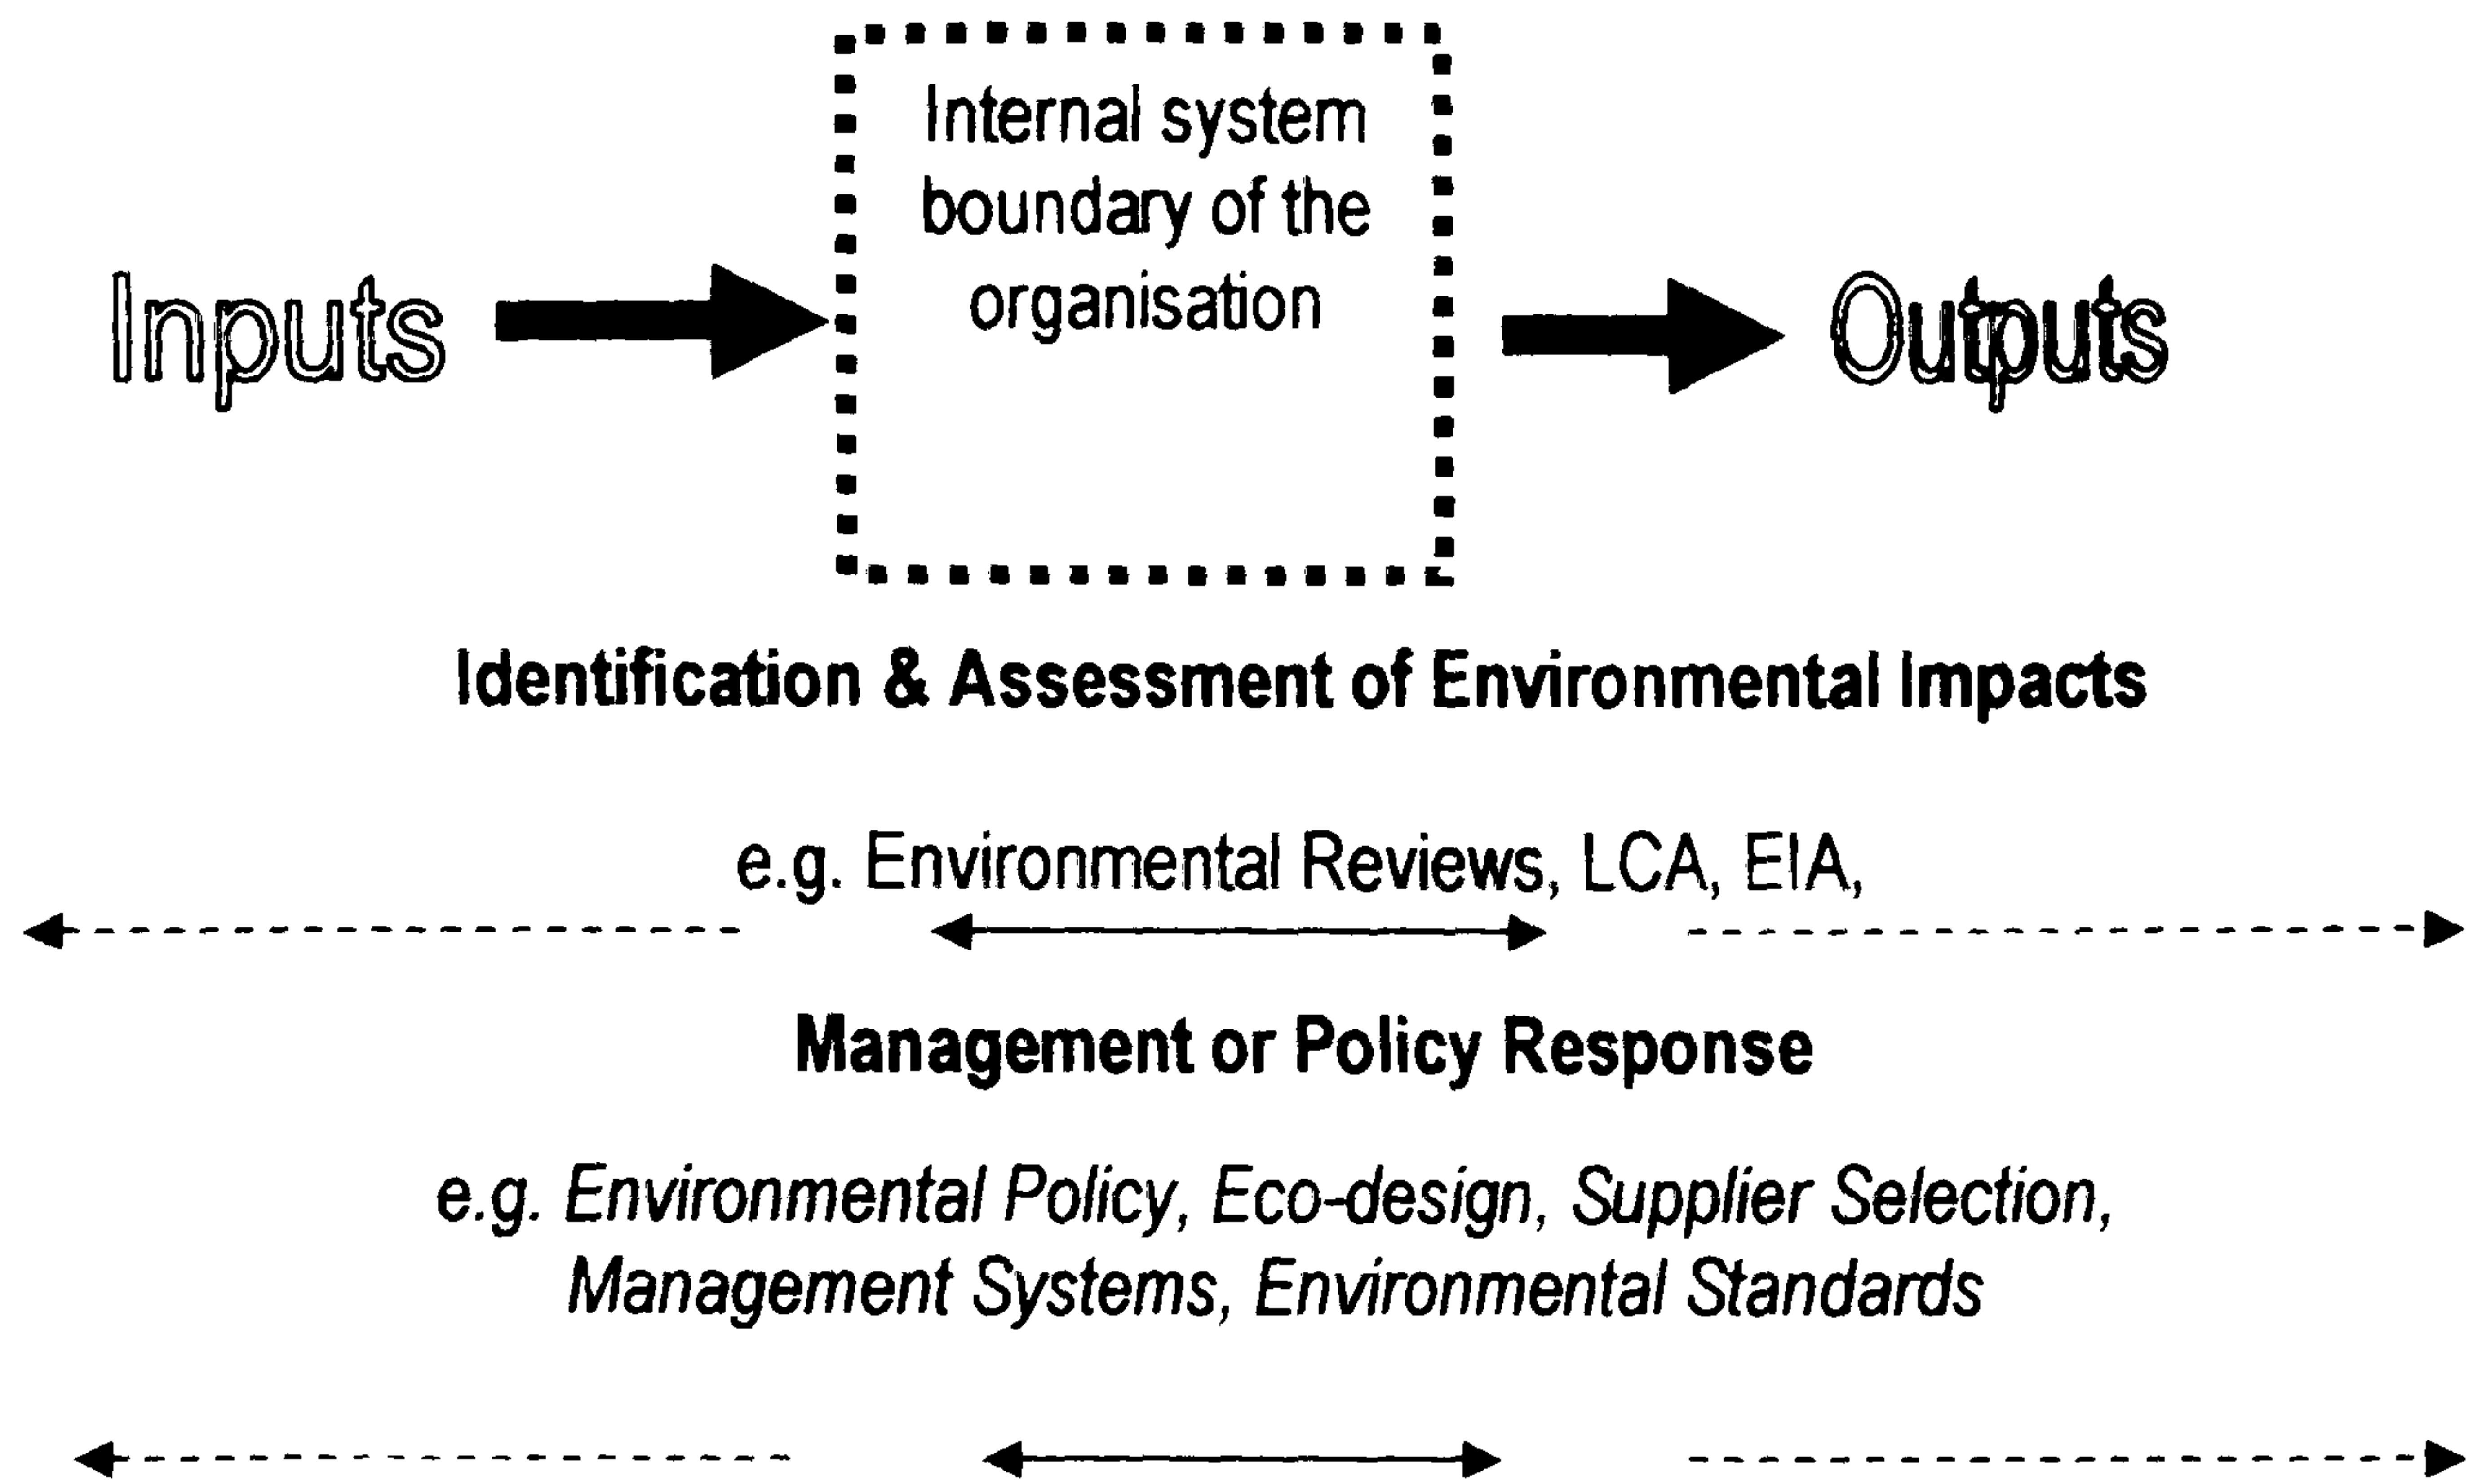 Internal system
boundary of the
organisation
Inputs
Outputs
Identification & Assessment of Environmental Impacts
e.g. Environmental Reviews, LCA, EIA,
Management or Policy Response
e.g. Environmental Policy, Eco-design, Supplier Selection,
Management Systems, Environmental Standards